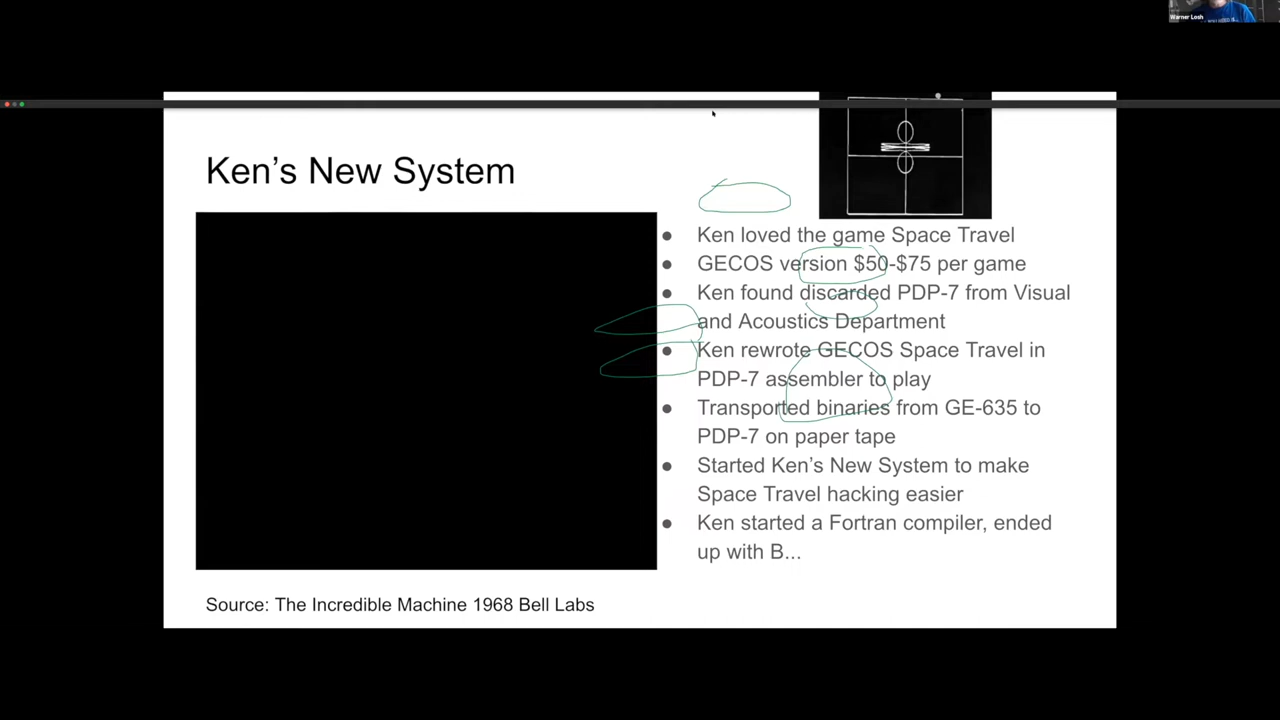 Warner Losh
Ken's New System
● Ken loved the game Space Travel
● GECOS version $50-$75 per game
● Ken found discarded PDP-7 from Visual
and Acoustics Department
● Ken rewrote GECOS Space Travel in
PDP-7 assembler to play
● Transported binaries from GE-635 to
PDP-7 on paper tape
● Started Ken's New System to make
Space Travel hacking easier
● Ken started a Fortran compiler, ended
up with B...
Source: The Incredible Machine 1968 Bell Labs